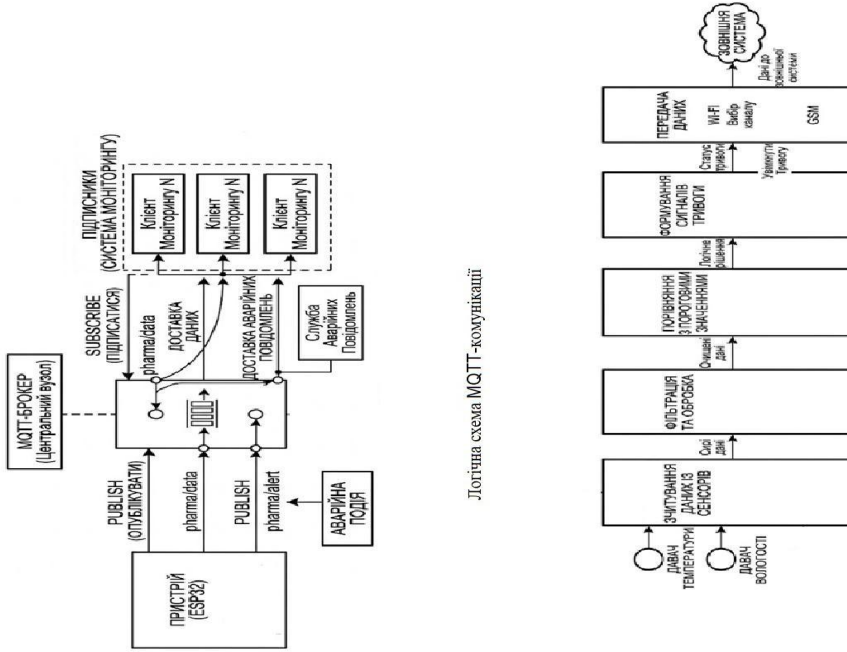 MQTT-БРОКЕР
(Центральний вузол)
ПІДПИСНИКИ
(СИСТЕМА МОНІТОРИНГУ)
PUBLISH
(ОПУБЛІКУВАТИ)
SUBSCRIBE
(ПІДПИСАТИСЯ)
pharma/data
ДОСТАВКА
ДАНИХ
ДОСТАВКА АВАРІЙНИХ
ПОВІДОМЛЕНЬ
ПРИСТРІЙ
(ESP32)
pharma/data
PUBLISH
pharma/alert
АВАРІЙНА
ПОДІЯ
Служба
Аварійних
Повідомлень
Клієнт
Моніторингу N
Клієнт
Моніторингу N
Клієнт
Моніторингу N
Логічна схема MQTT-комунікації
ДАВАЧ
ТЕМПЕРАТУРИ
ДАВАЧ
ВОЛОГОСТІ
ЗЧИТУВАННЯ
ДАНИХ ІЗ
СЕНСОРІВ
Сисі
дані
ФІЛЬТРАЦІЯ
ТА ОБРОБКА
Очищені
дані
ПОРІВНЯННЯ
З ПОРОГОВИМИ
ЗНАЧЕННЯМИ
Логічна
рішення
ФОРМУВАННЯ
СИГНАЛІВ
ТРИВОГИ
Статус
тривоги
Увімкнути
Тривогу
ПЕРЕДАЧА
ДАНИХ
WI-FI
Вибір
каналу
GSM
Дані до
зовнішньої
системи
ЗОВНІШНЯ
СИСТЕМА